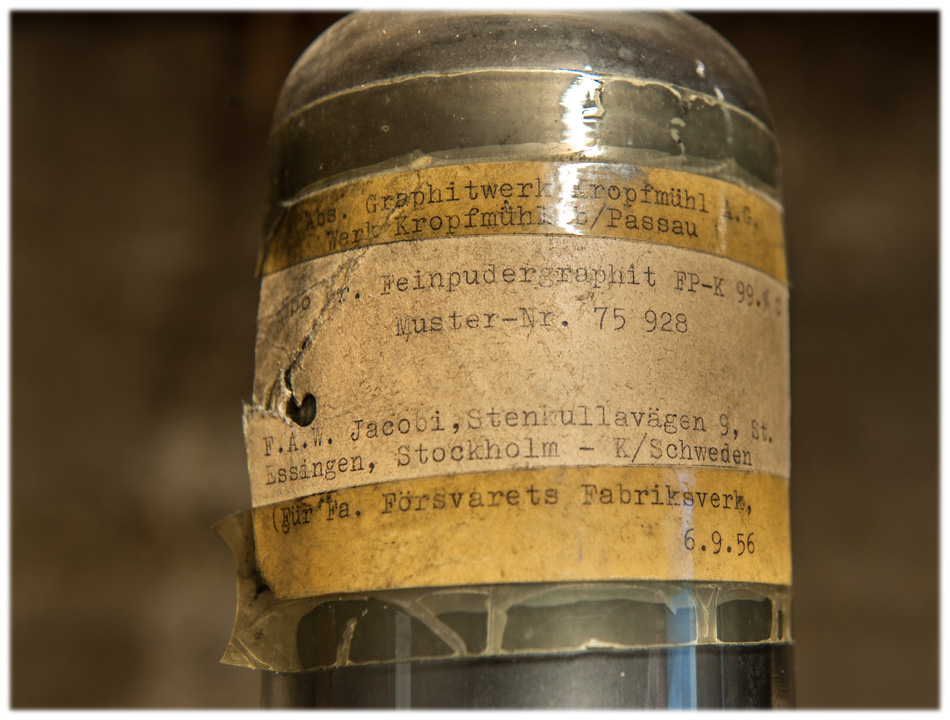 Abs. Graphitwerk Kropfmühl A.G.
Werk Kropfmühl /Passau
Feinpudergraphit FP-K 99.
Muster-Nr. 75 928
F.A.W. Jacobi,Stenkullavägen 9, St.
Essingen, Stockholm - K/Schweden
(Für Fa. Försvarets Fabriksverk,
6.9.56